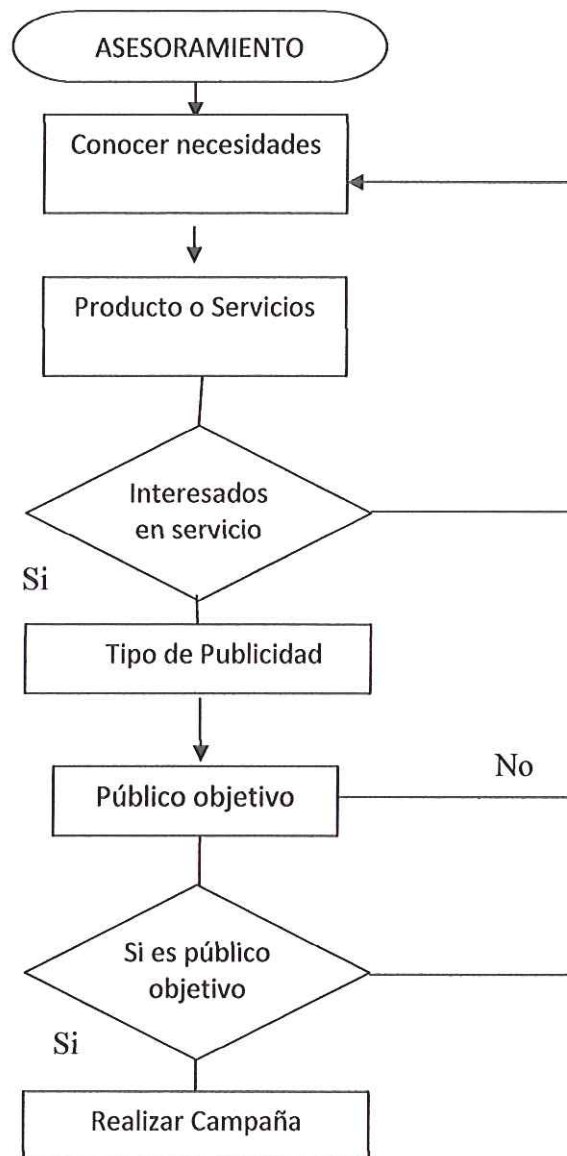 ASESORAMIENTO
Conocer necesidades
Producto o Servicios
Interesados
en servicio
Si
Tipo de Publicidad
No
Público objetivo
Si es público
objetivo
Si
Realizar Campaña